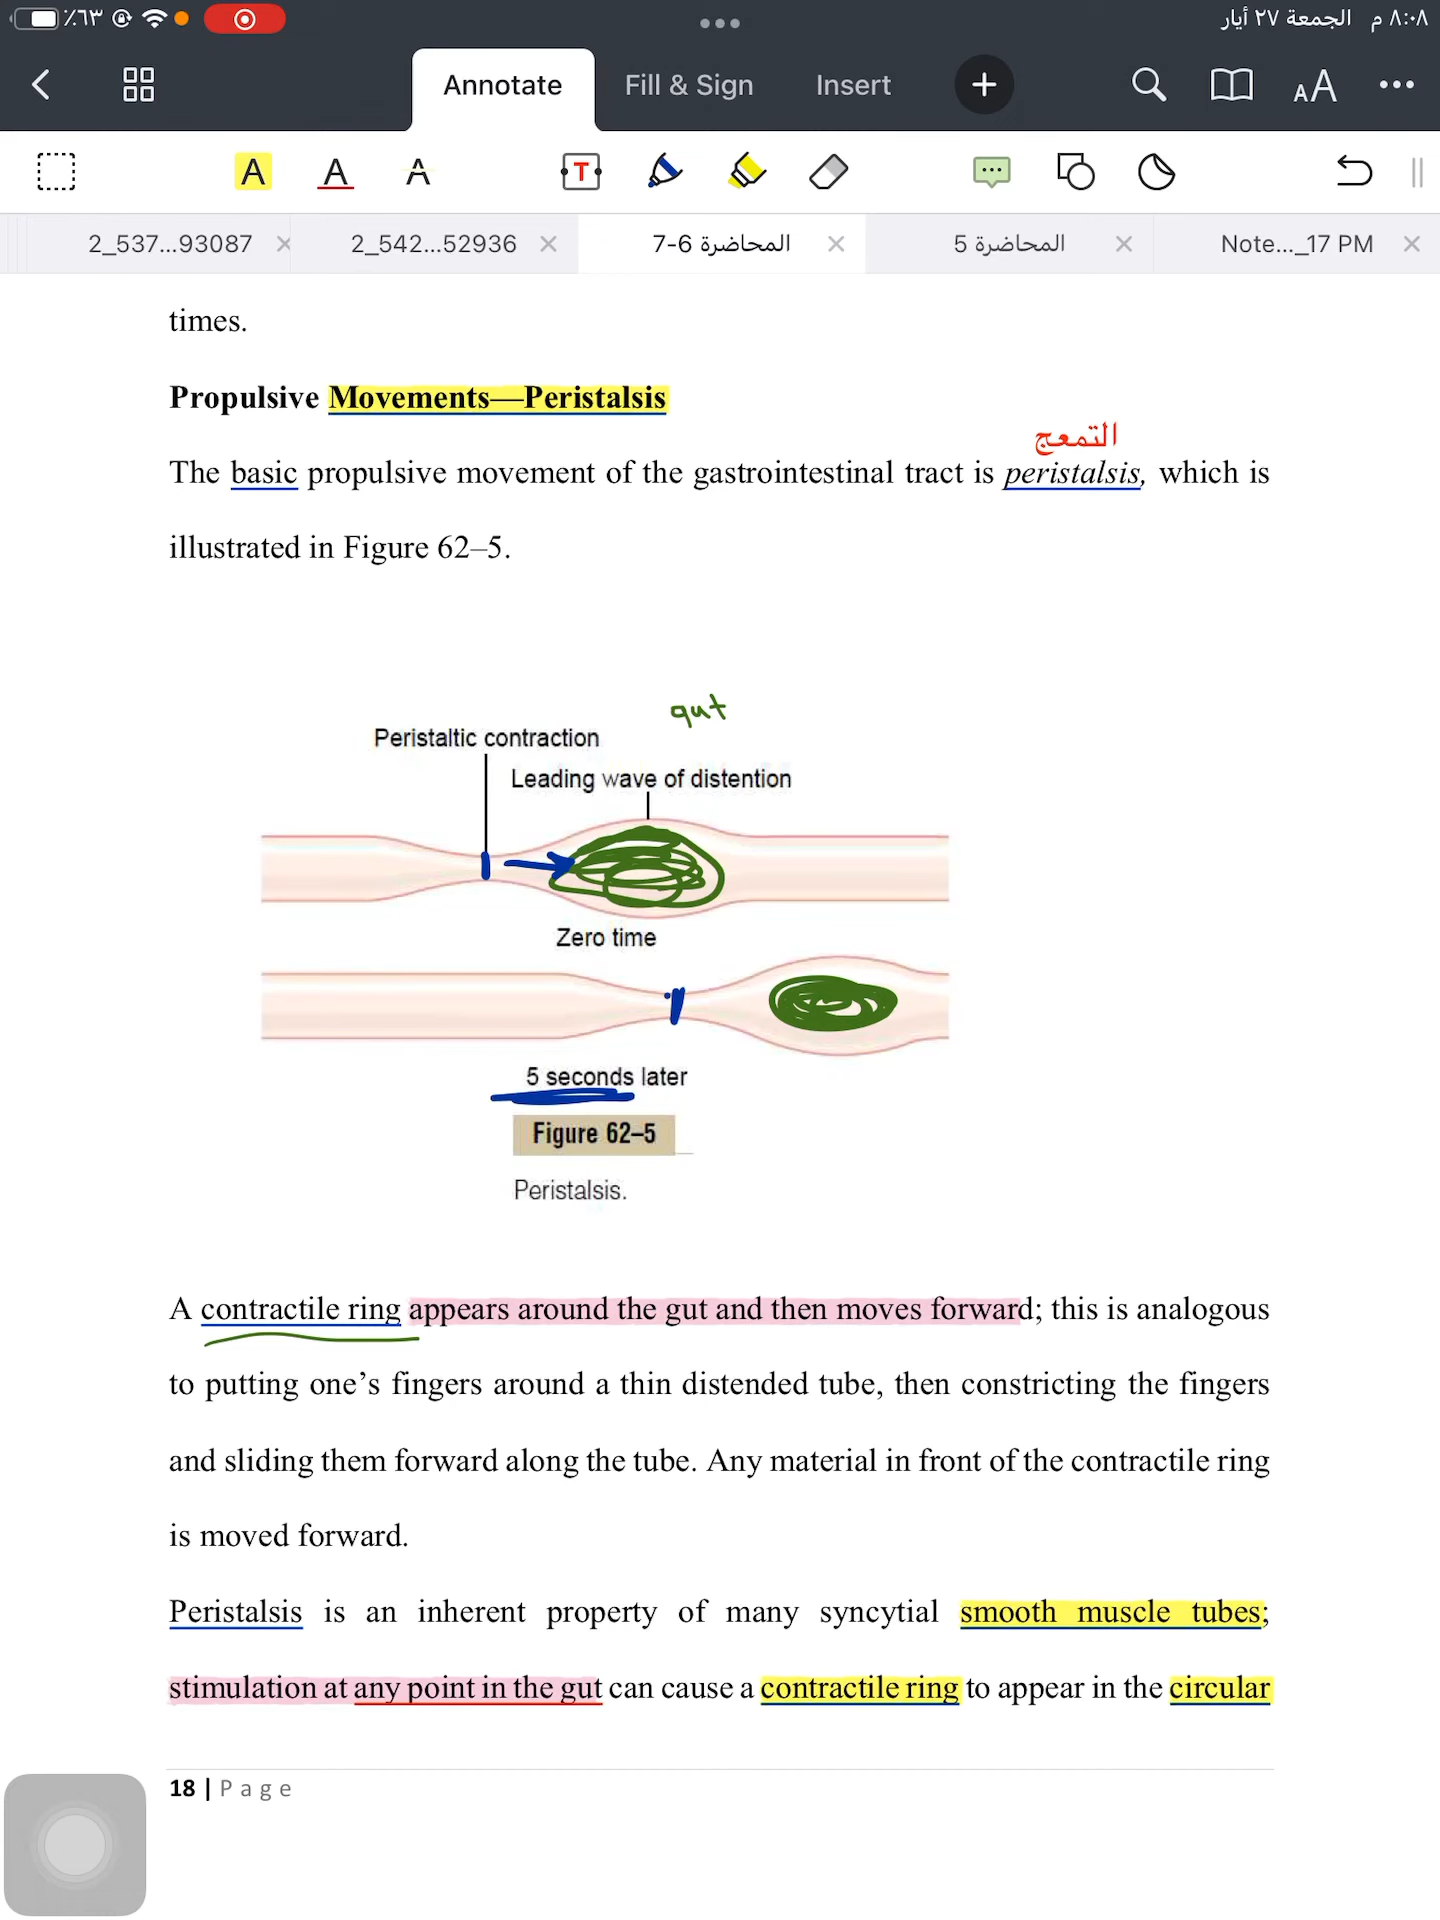 ٪٦٣
٨:٠٨ م الجمعة ٢٧ أيار
Annotate Fill & Sign Insert
AA
A A A T
2_537...93087 2_542...52936 المحاضرة 6-7 المحاضرة 5 Note..._17 PM
times.
Propulsive Movements—Peristalsis
التمعج
The basic propulsive movement of the gastrointestinal tract is peristalsis, which is
illustrated in Figure 62–5.
gut
Peristaltic contraction
Leading wave of distention
Zero time
5 seconds later
Figure 62–5
Peristalsis.
A contractile ring appears around the gut and then moves forward; this is analogous
to putting one’s fingers around a thin distended tube, then constricting the fingers
and sliding them forward along the tube. Any material in front of the contractile ring
is moved forward.
Peristalsis is an inherent property of many syncytial smooth muscle tubes;
stimulation at any point in the gut can cause a contractile ring to appear in the circular
18 | Page